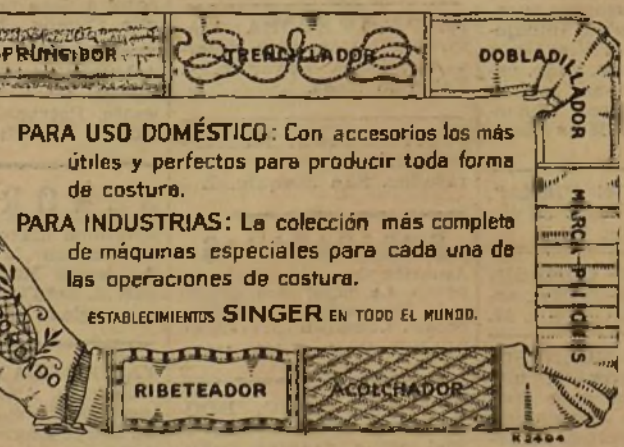 FRUNCIDOR
TRENCILLADOR
DOBLADILLADOR
PARA USO DOMÉSTICO: Con accesorios los más
útiles y perfectos para producir toda forma
de costura.
PARA INDUSTRIAS: La colección más completa
de máquinas especiales para cada una de
las operaciones de costura.
ESTABLECIMIENTOS SINGER EN TODO EL MUNDO.
MARCA-PLIEGUES
BORDADO
RIBETEADOR
ACOLCHADOR
K2404